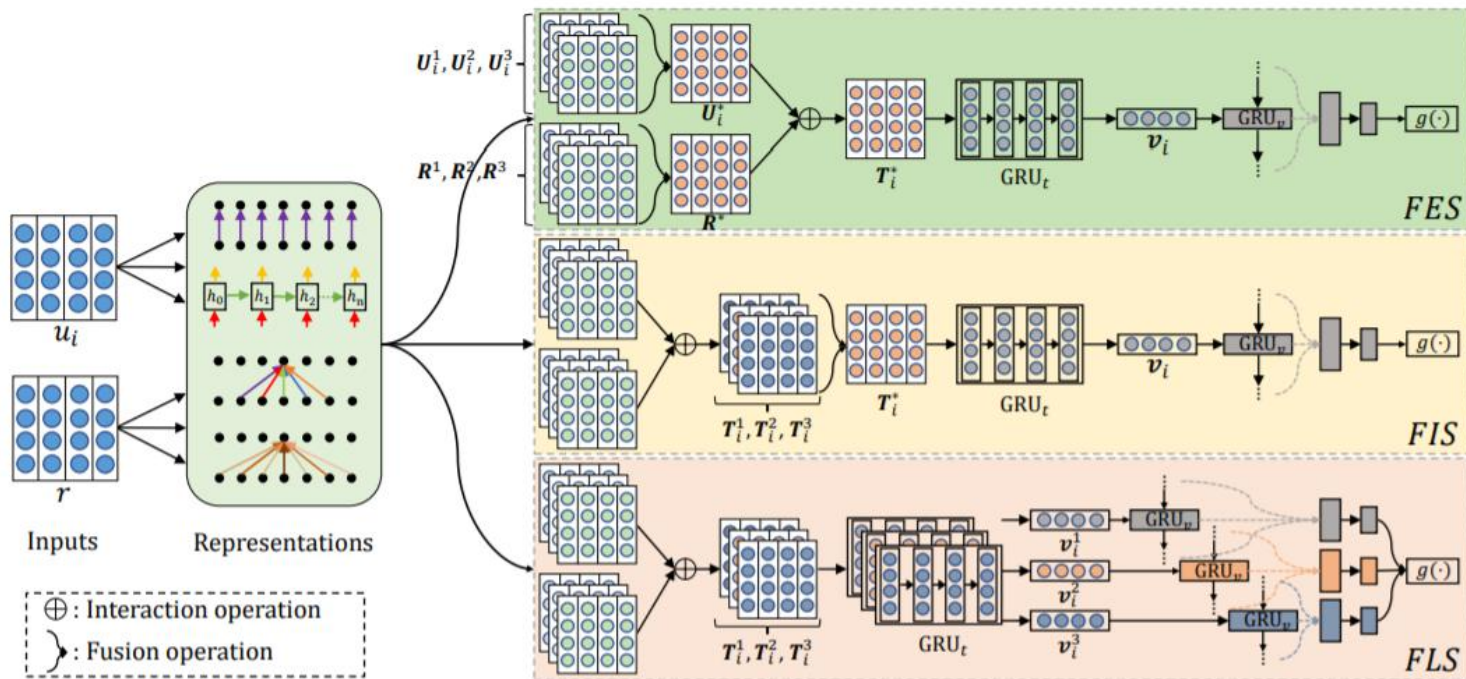 u_i
r
Inputs
h_0 h_1 h_2 h_n
Representations
⊕ : Interaction operation
: Fusion operation
U_i^1, U_i^2, U_i^3
U_i^*
R^1, R^2, R^3
R^*
T_i^*
GRU_t
v_i
GRU_v
g(·)
FES
T_i^1, T_i^2, T_i^3
T_i^*
GRU_t
v_i
GRU_v
g(·)
FIS
T_i^1, T_i^2, T_i^3
GRU_t
v_i^1
v_i^2
v_i^3
GRU_v
GRU_v
GRU_v
g(·)
FLS